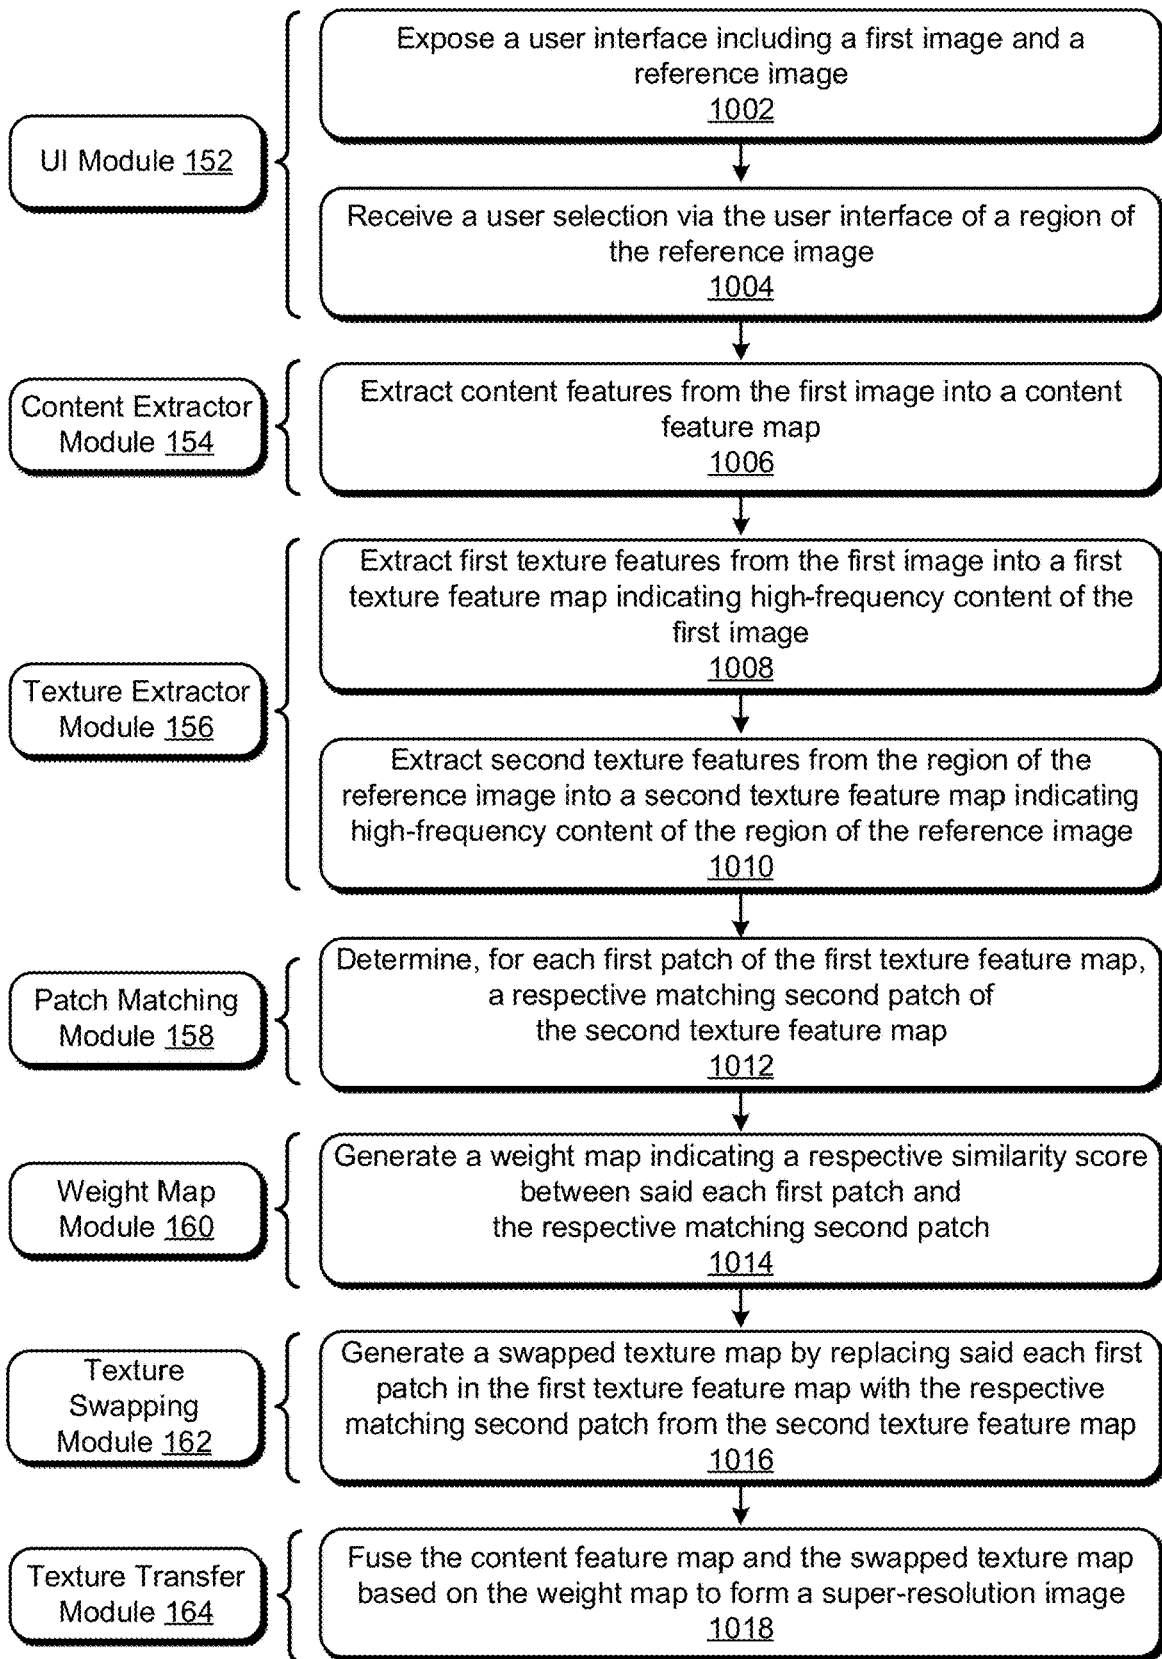 Expose a user interface including a first image and a
reference image
1002
UI Module 152
Receive a user selection via the user interface of a region of
the reference image
1004
Content Extractor
Module 154
Extract content features from the first image into a content
feature map
1006
Texture Extractor
Module 156
Extract first texture features from the first image into a first
texture feature map indicating high-frequency content of the
first image
1008
Extract second texture features from the region of the
reference image into a second texture feature map indicating
high-frequency content of the region of the reference image
1010
Patch Matching
Module 158
Determine, for each first patch of the first texture feature map,
a respective matching second patch of
the second texture feature map
1012
Weight Map
Module 160
Generate a weight map indicating a respective similarity score
between said each first patch and
the respective matching second patch
1014
Texture
Swapping
Module 162
Generate a swapped texture map by replacing said each first
patch in the first texture feature map with the respective
matching second patch from the second texture feature map
1016
Texture Transfer
Module 164
Fuse the content feature map and the swapped texture map
based on the weight map to form a super-resolution image
1018